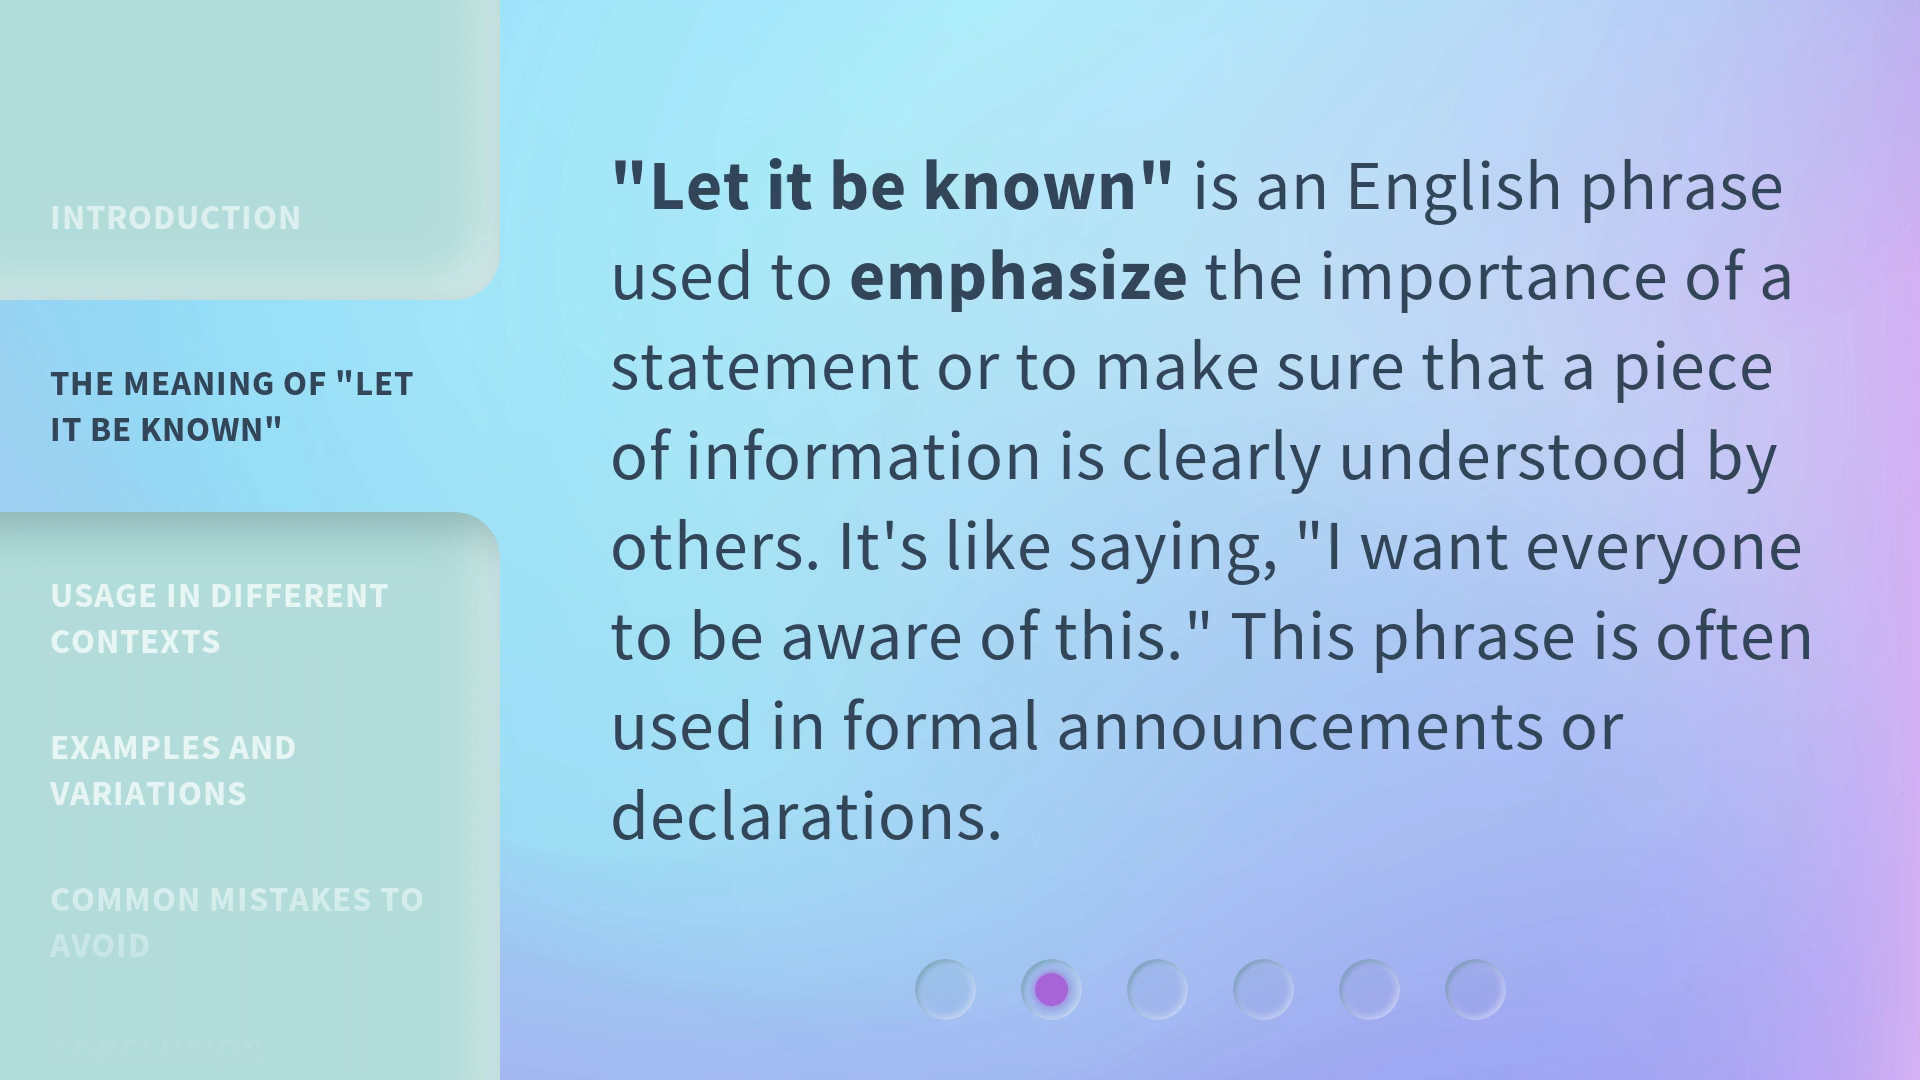 INTRODUCTION
THE MEANING OF "LET
IT BE KNOWN"
USAGE IN DIFFERENT
CONTEXTS
EXAMPLES AND
VARIATIONS
COMMON MISTAKES TO
AVOID
CONCLUSION
"Let it be known" is an English phrase
used to emphasize the importance of a
statement or to make sure that a piece
of information is clearly understood by
others. It's like saying, "I want everyone
to be aware of this." This phrase is often
used in formal announcements or
declarations.